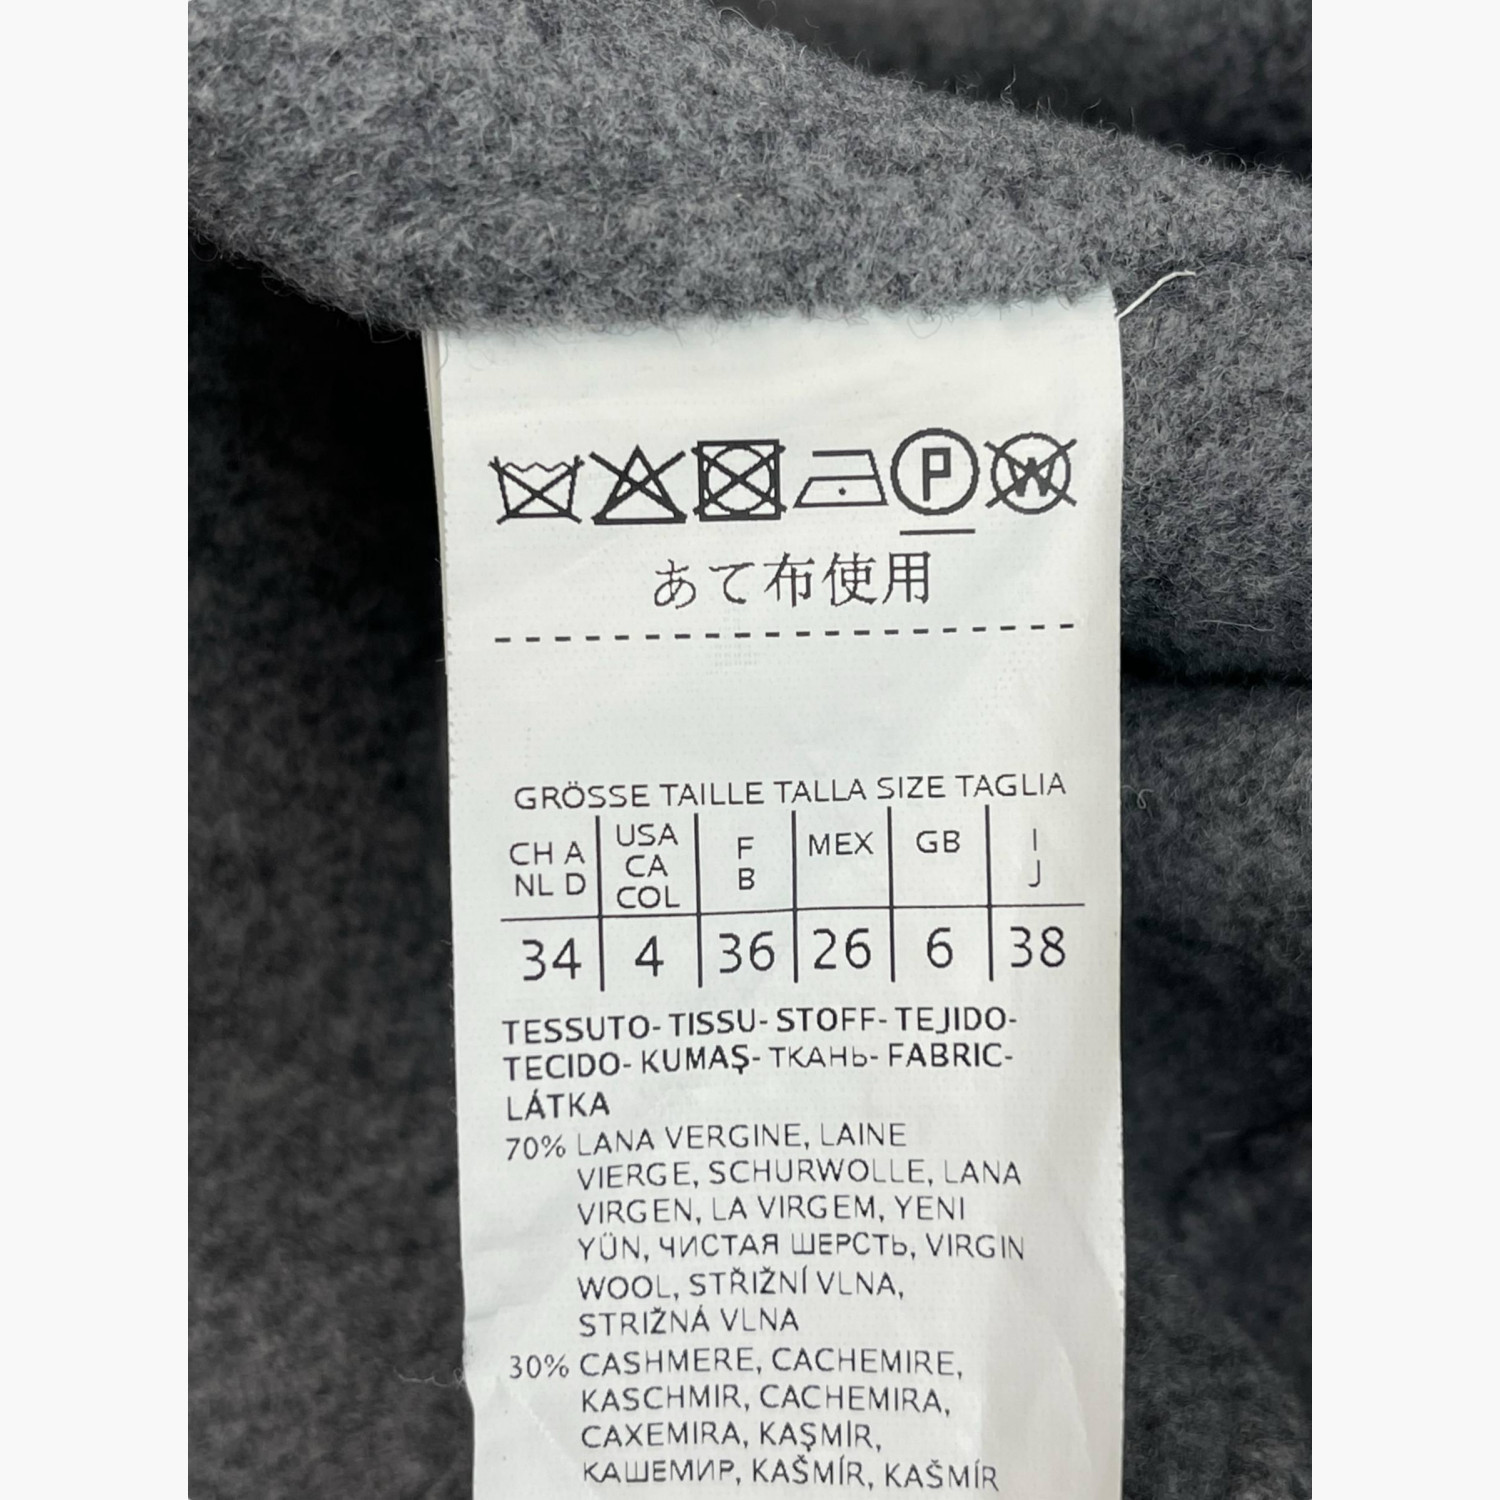 P W
あて布使用
GRÖSSE TAILLE TALLA SIZE TAGLIA
CH A NL D USA CA COL F B MEX GB I J
34 4 36 26 6 38
TESSUTO- TISSU- STOFF- TEJIDO-
TECIDO- KUMAŞ- ТКАНЬ- FABRIC-
LÁTKA
70% LANA VERGINE, LAINE
VIERGE, SCHURWOLLE, LANA
VIRGEN, LA VIRGEM, YENI
YÜN, ЧИСТАЯ ШЕРСТЬ, VIRGIN
WOOL, STŘIŽNÍ VLNA,
STRIŽNÁ VLNA
30% CASHMERE, CACHEMIRE,
KASCHMIR, CACHEMIRA,
CAXEMIRA, KAŞMİR,
КАШЕМИР, KAŠMÍR, KAŠMÍR